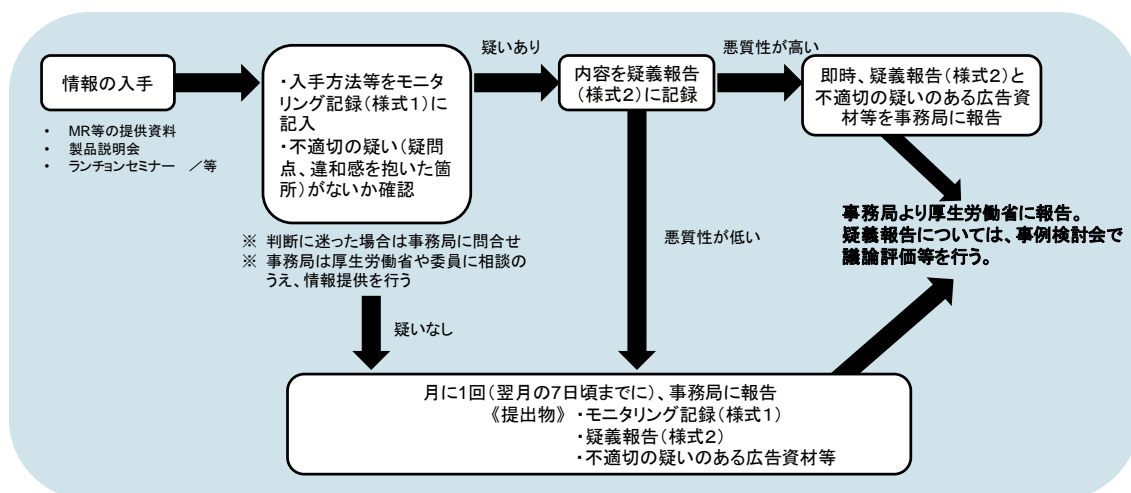 情報の入手
• MR等の提供資料
• 製品説明会
• ランチョンセミナー ／等
・入手方法等をモニ
タリング記録(様式1)に
記入
・不適切の疑い(疑問
点、違和感を抱いた箇
所)がないか確認
※ 判断に迷った場合は事務局に問合せ
※ 事務局は厚生労働省や委員に相談の
うえ、情報提供を行う
疑いあり
内容を疑義報告
(様式2)に記録
悪質性が高い
即時、疑義報告(様式2)と
不適切の疑いのある広告資
材等を事務局に報告
悪質性が低い
疑いなし
事務局より厚生労働省に報告。
疑義報告については、事例検討会で
議論評価等を行う。
月に1回(翌月の7日頃までに)、事務局に報告
《提出物》 ・モニタリング記録(様式1)
・疑義報告(様式2)
・不適切の疑いのある広告資材等